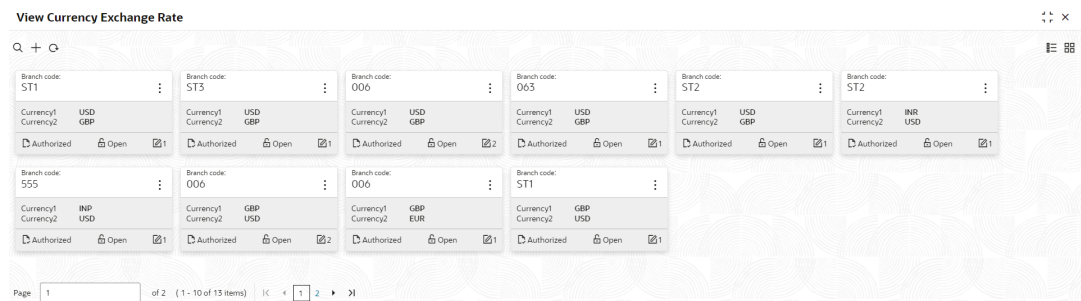 View Currency Exchange Rate
Branch code: Branch code: Branch code: Branch code: Branch code: Branch code:
ST1 ST3 006 063 ST2 ST2
Currency1 USD Currency1 USD Currency1 USD Currency1 USD Currency1 USD Currency1 INR
Currency2 GBP Currency2 GBP Currency2 GBP Currency2 GBP Currency2 GBP Currency2 USD
Authorized Open 1 Authorized Open 1 Authorized Open 2 Authorized Open 1 Authorized Open 1 Authorized Open 1
Branch code: Branch code: Branch code: Branch code:
555 006 006 ST1
Currency1 INP Currency1 GBP Currency1 GBP Currency1 GBP
Currency2 USD Currency2 USD Currency2 EUR Currency2 USD
Authorized Open 1 Authorized Open 2 Authorized Open 1 Authorized Open 1
Page 1 of 2 ( 1 - 10 of 13 items) 1 2